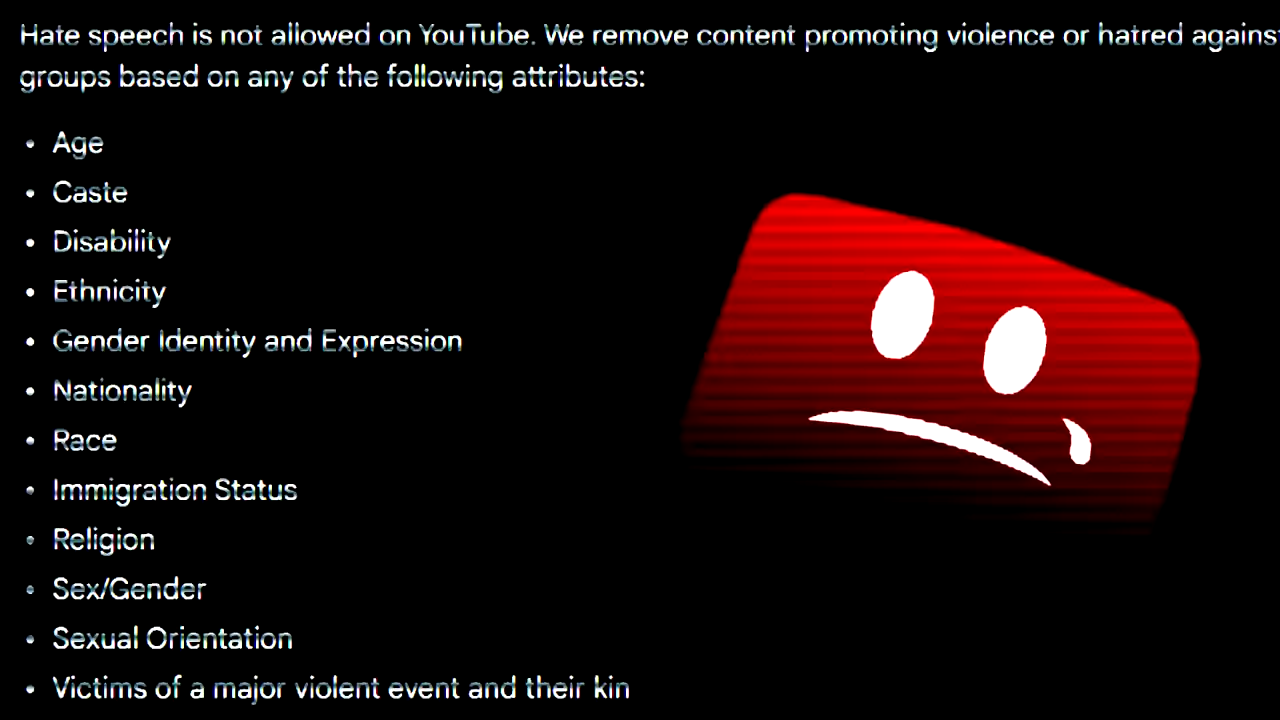 Hate speech is not allowed on YouTube. We remove content promoting violence or hatred against
groups based on any of the following attributes:
• Age
• Caste
• Disability
• Ethnicity
• Gender Identity and Expression
• Nationality
• Race
• Immigration Status
• Religion
• Sex/Gender
• Sexual Orientation
• Victims of a major violent event and their kin